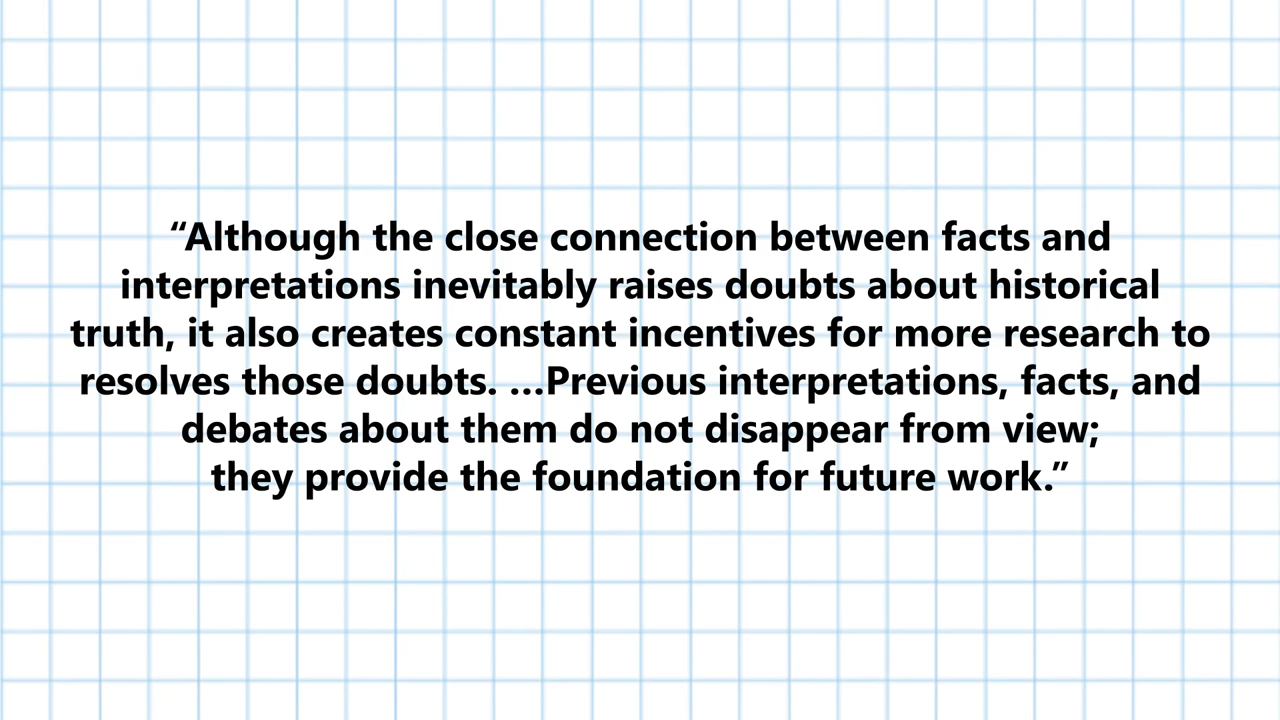 “Although the close connection between facts and
interpretations inevitably raises doubts about historical
truth, it also creates constant incentives for more research to
resolves those doubts. ...Previous interpretations, facts, and
debates about them do not disappear from view;
they provide the foundation for future work.”